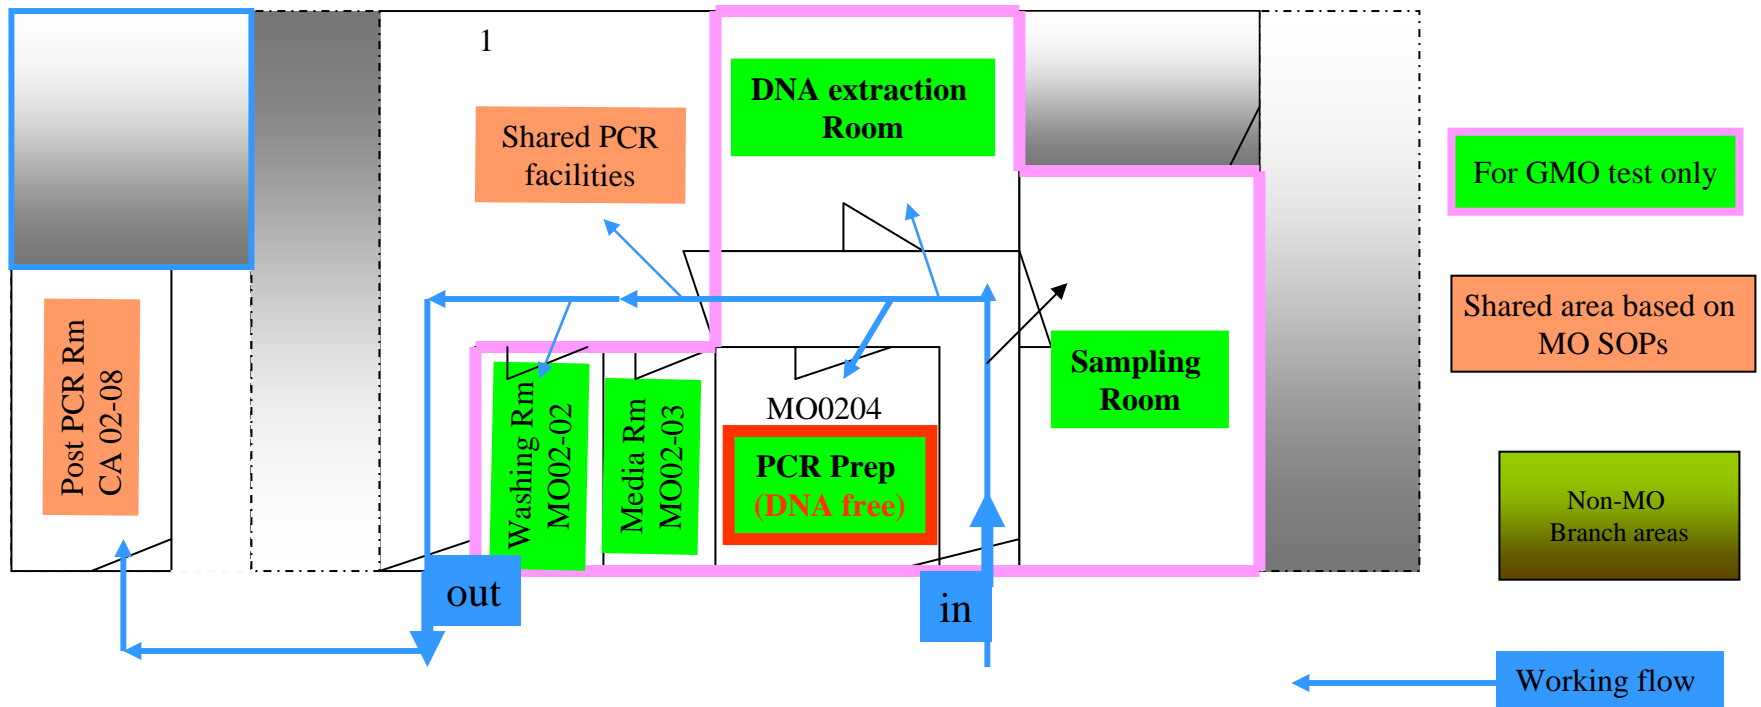 1
DNA extraction
Room
Shared PCR
facilities
For GMO test only
Shared area based on
MO SOPs
Post PCR Rm
CA 02-08
Washing Rm
MO02-02
Media Rm
MO02-03
MO0204
PCR Prep
(DNA free)
Sampling
Room
Non-MO
Branch areas
out
in
Working flow